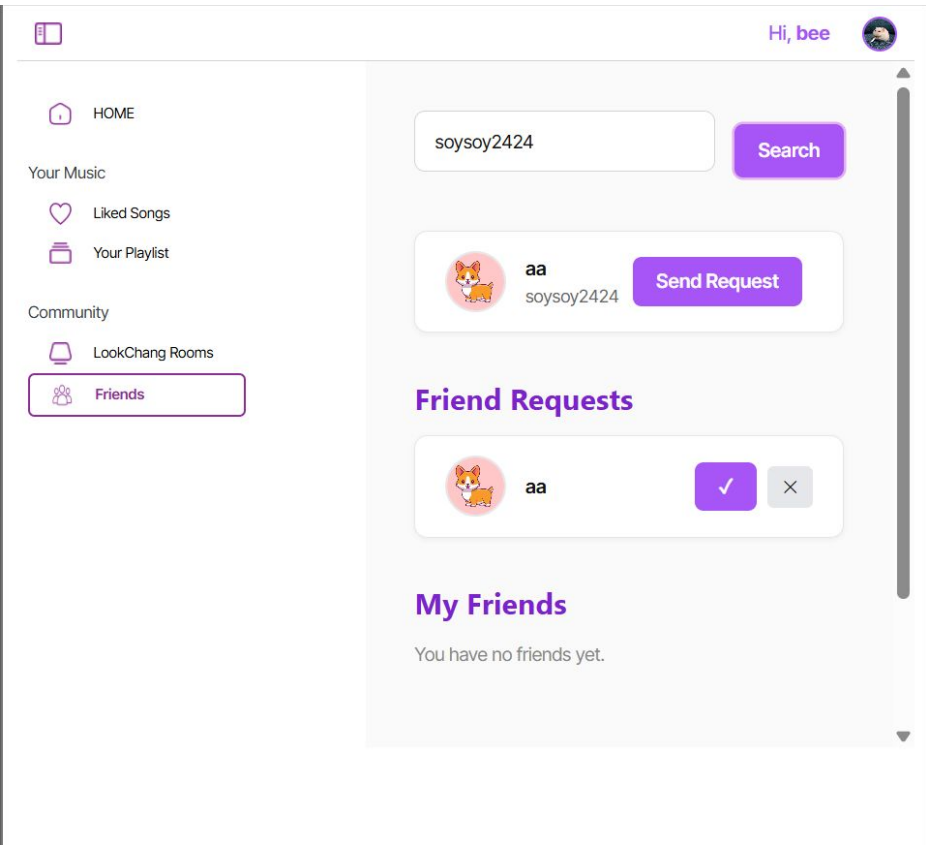 Hi, bee
HOME
Your Music
Liked Songs
Your Playlist
Community
LookChang Rooms
Friends
soysoy2424
Search
aa
soysoy2424
Send Request
Friend Requests
aa
My Friends
You have no friends yet.